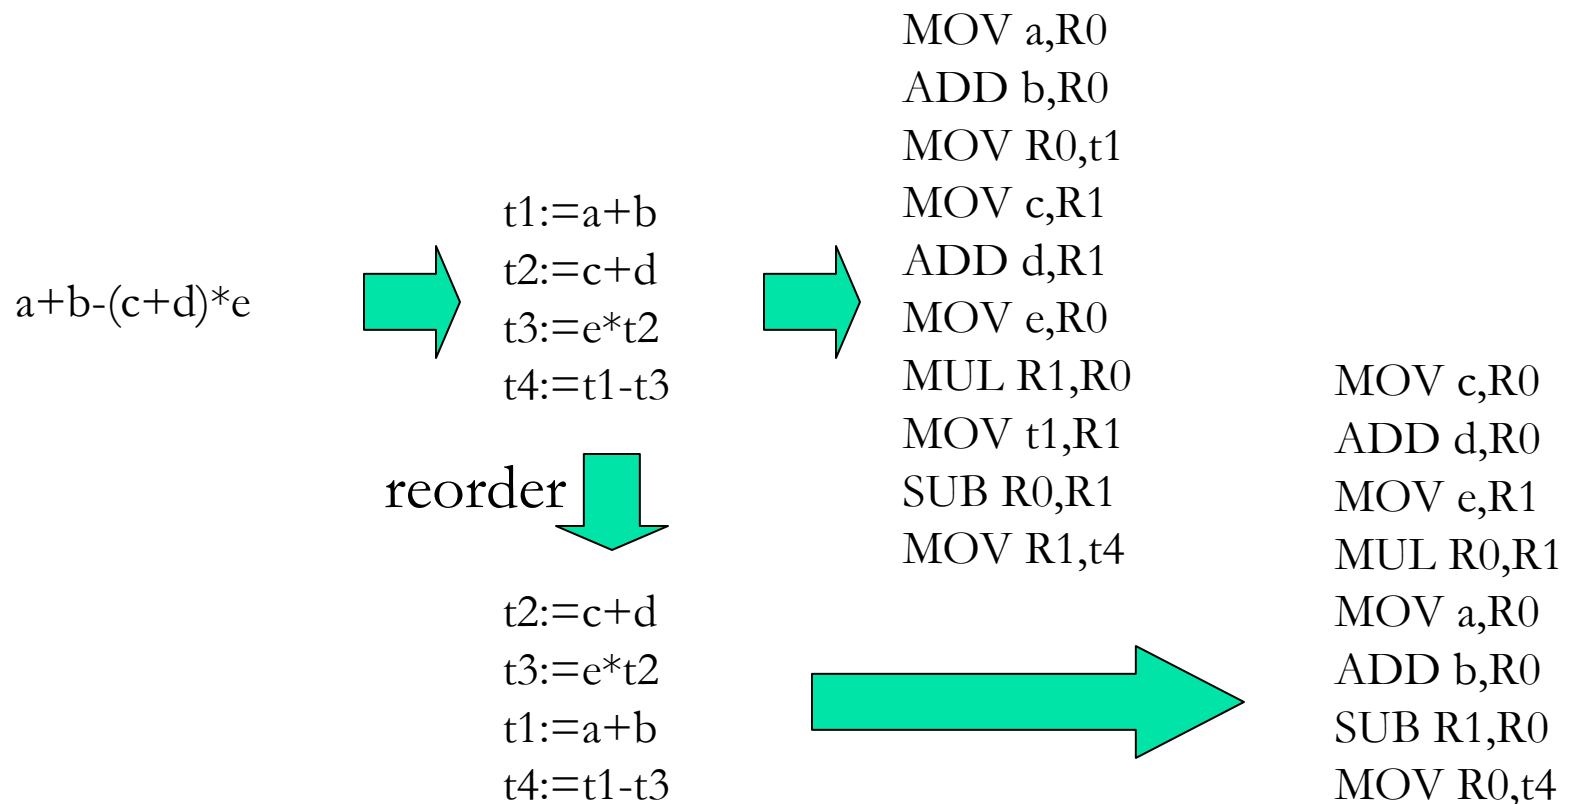 a+b-(c+d)*e
t1:=a+b
t2:=c+d
t3:=e*t2
t4:=t1-t3
MOV a,R0
ADD b,R0
MOV R0,t1
MOV c,R1
ADD d,R1
MOV e,R0
MUL R1,R0
MOV t1,R1
SUB R0,R1
MOV R1,t4
reorder
t2:=c+d
t3:=e*t2
t1:=a+b
t4:=t1-t3
MOV c,R0
ADD d,R0
MOV e,R1
MUL R0,R1
MOV a,R0
ADD b,R0
SUB R1,R0
MOV R0,t4